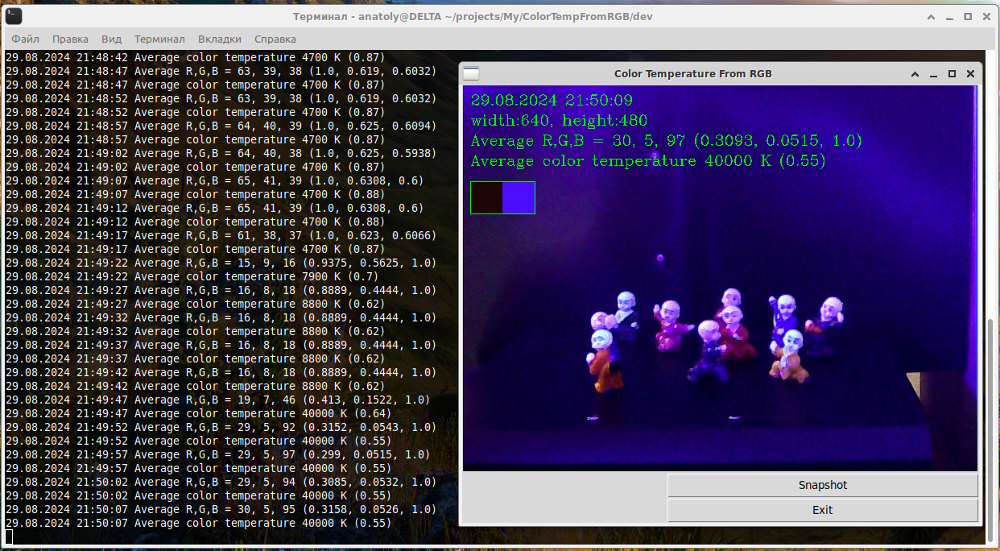 Терминал - anatoly@DELTA ~/projects/My/ColorTempFromRGB/dev
Файл Правка Вид Терминал Вкладки Справка
29.08.2024 21:48:42 Average color temperature 4700 K (0.87)
29.08.2024 21:48:47 Average R,G,B = 63, 39, 38 (1.0, 0.619, 0.6032)
29.08.2024 21:48:47 Average color temperature 4700 K (0.87)
29.08.2024 21:48:52 Average R,G,B = 63, 39, 38 (1.0, 0.619, 0.6032)
29.08.2024 21:48:52 Average color temperature 4700 K (0.87)
29.08.2024 21:48:57 Average R,G,B = 64, 40, 39 (1.0, 0.625, 0.6094)
29.08.2024 21:48:57 Average color temperature 4700 K (0.87)
29.08.2024 21:49:02 Average R,G,B = 64, 40, 38 (1.0, 0.625, 0.5938)
29.08.2024 21:49:02 Average color temperature 4700 K (0.87)
29.08.2024 21:49:07 Average R,G,B = 65, 41, 39 (1.0, 0.6308, 0.6)
29.08.2024 21:49:07 Average color temperature 4700 K (0.88)
29.08.2024 21:49:12 Average R,G,B = 65, 41, 39 (1.0, 0.6308, 0.6)
29.08.2024 21:49:12 Average color temperature 4700 K (0.88)
29.08.2024 21:49:17 Average R,G,B = 61, 38, 37 (1.0, 0.623, 0.6066)
29.08.2024 21:49:17 Average color temperature 4700 K (0.87)
29.08.2024 21:49:22 Average R,G,B = 15, 9, 16 (0.9375, 0.5625, 1.0)
29.08.2024 21:49:22 Average color temperature 7900 K (0.7)
29.08.2024 21:49:27 Average R,G,B = 16, 8, 18 (0.8889, 0.4444, 1.0)
29.08.2024 21:49:27 Average color temperature 8800 K (0.62)
29.08.2024 21:49:32 Average R,G,B = 16, 8, 18 (0.8889, 0.4444, 1.0)
29.08.2024 21:49:32 Average color temperature 8800 K (0.62)
29.08.2024 21:49:37 Average R,G,B = 16, 8, 18 (0.8889, 0.4444, 1.0)
29.08.2024 21:49:37 Average color temperature 8800 K (0.62)
29.08.2024 21:49:42 Average R,G,B = 16, 8, 18 (0.8889, 0.4444, 1.0)
29.08.2024 21:49:42 Average color temperature 8800 K (0.62)
29.08.2024 21:49:47 Average R,G,B = 19, 7, 46 (0.413, 0.1522, 1.0)
29.08.2024 21:49:47 Average color temperature 40000 K (0.64)
29.08.2024 21:49:52 Average R,G,B = 29, 5, 92 (0.3152, 0.0543, 1.0)
29.08.2024 21:49:52 Average color temperature 40000 K (0.55)
29.08.2024 21:49:57 Average R,G,B = 29, 5, 97 (0.299, 0.0515, 1.0)
29.08.2024 21:49:57 Average color temperature 40000 K (0.55)
29.08.2024 21:50:02 Average R,G,B = 29, 5, 94 (0.3085, 0.0532, 1.0)
29.08.2024 21:50:02 Average color temperature 40000 K (0.55)
29.08.2024 21:50:07 Average R,G,B = 30, 5, 95 (0.3158, 0.0526, 1.0)
29.08.2024 21:50:07 Average color temperature 40000 K (0.55)
Color Temperature From RGB
29.08.2024 21:50:09
width:640, height:480
Average R,G,B = 30, 5, 97 (0.3093, 0.0515, 1.0)
Average color temperature 40000 K (0.55)
Snapshot
Exit